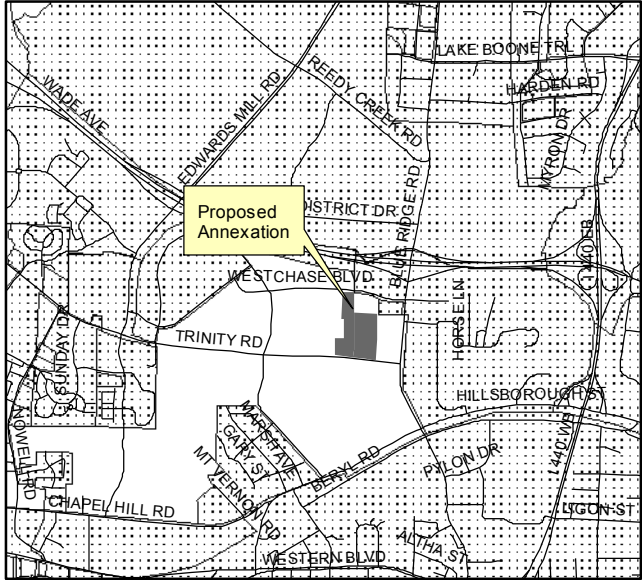 LAKE BOONE TRL
REEDY CREEK RD
HARDEN RD
WADE AVE
EDWARDS MILL RD
MYRON DR
BLUE RIDGE RD
Proposed
Annexation
DISTRICT DR
I 440 SB
WESTCHASE BLVD
HORSE LN
TRINITY RD
SUNDAY DR
HILLSBOROUGH ST
MARSH AVE
GARY ST
NOWELL RD
MT VERNON RD
BERYL RD
PYLON DR
I 440 WB
CHAPEL HILL RD
LIGON ST
ALTHA ST
WESTERN BLVD